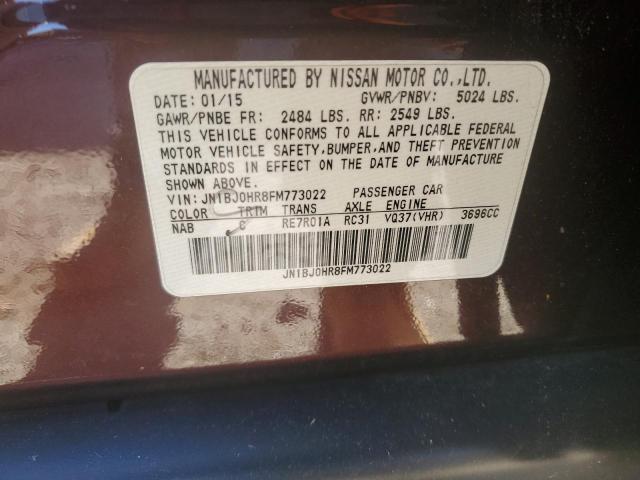 MANUFACTURED BY NISSAN MOTOR CO.,LTD.
DATE: 01/15 GVWR/PNBV: 5024 LBS.
GAWR/PNBE FR: 2484 LBS. RR: 2549 LBS.
THIS VEHICLE CONFORMS TO ALL APPLICABLE FEDERAL
MOTOR VEHICLE SAFETY,BUMPER,AND THEFT PREVENTION
STANDARDS IN EFFECT ON THE DATE OF MANUFACTURE
SHOWN ABOVE.
VIN: JN1BJ0HR8FM773022 PASSENGER CAR
COLOR TRIM TRANS AXLE ENGINE
NAB C RE7R01A RC31 VQ37(VHR) 3696CC
JN1BJ0HR8FM773022